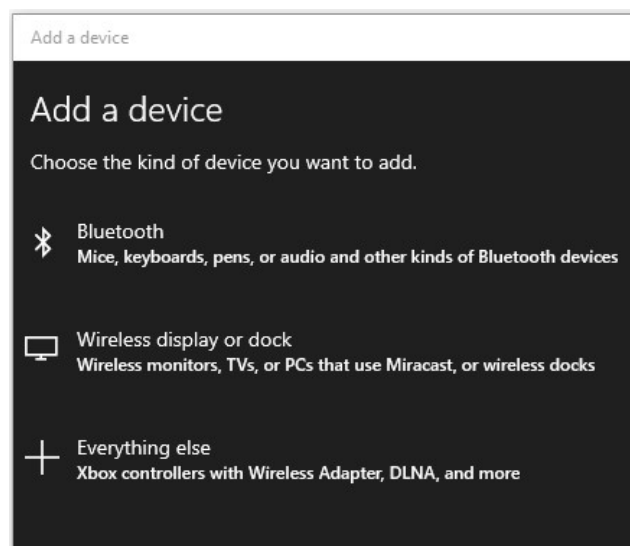 Add a device
Add a device
Choose the kind of device you want to add.
Bluetooth
Mice, keyboards, pens, or audio and other kinds of Bluetooth devices
Wireless display or dock
Wireless monitors, TVs, or PCs that use Miracast, or wireless docks
Everything else
Xbox controllers with Wireless Adapter, DLNA, and more